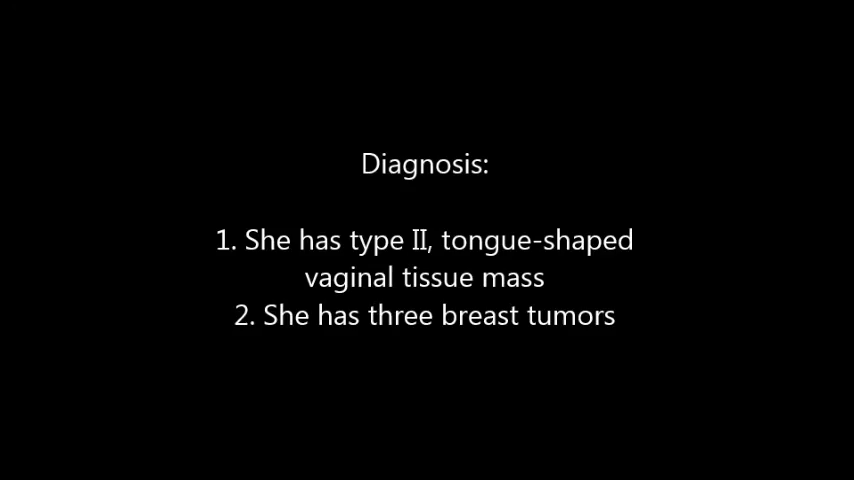 Diagnosis:
1. She has type II, tongue-shaped
vaginal tissue mass
2. She has three breast tumors